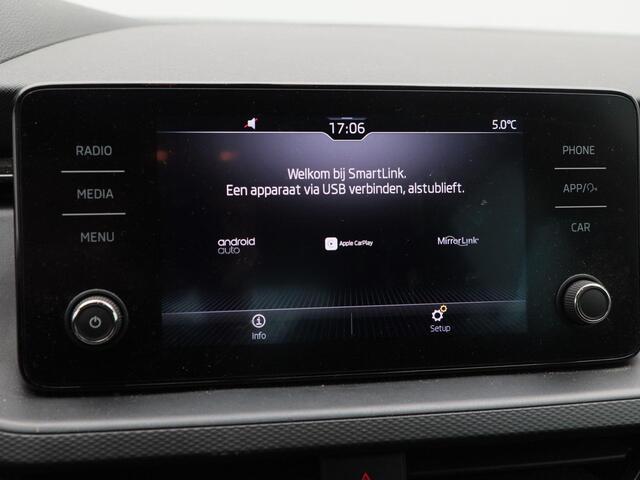 17:06
5.0°C
RADIO
MEDIA
MENU
Welkom bij SmartLink.
Een apparaat via USB verbinden, alstublieft.
android auto
Apple CarPlay
MirrorLink
Info
Setup
PHONE
APP/
CAR